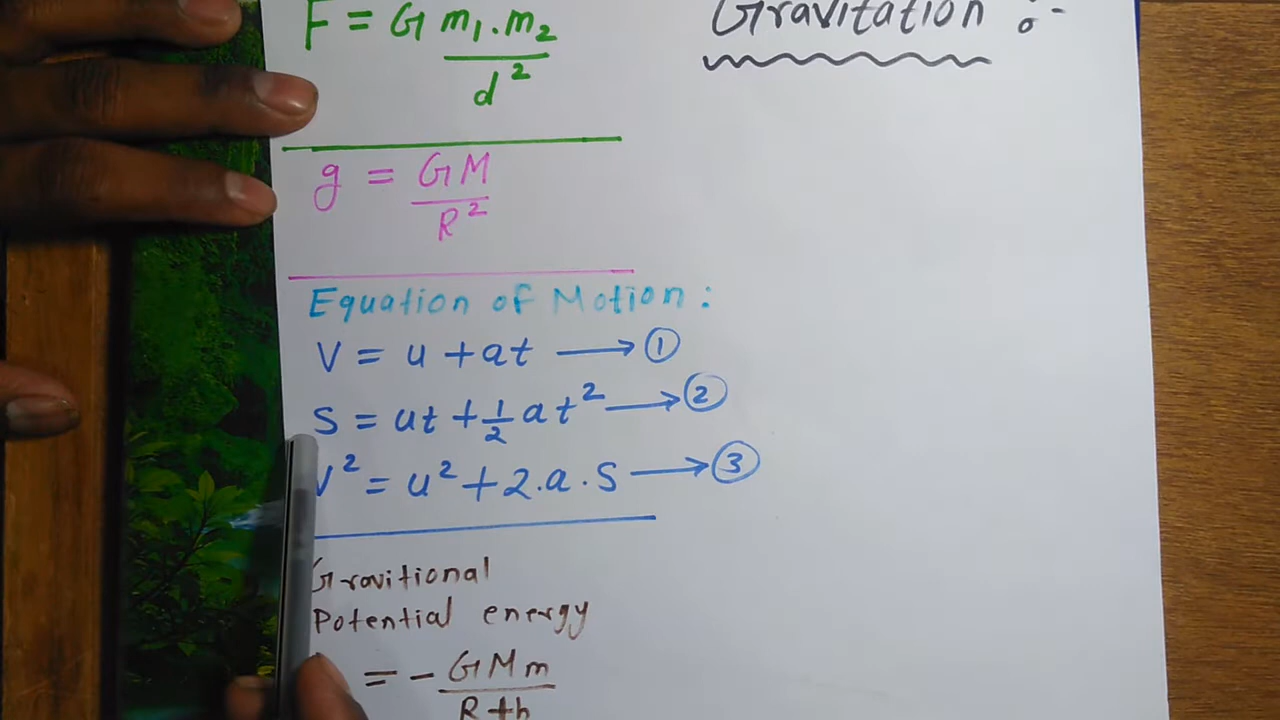 Gravitation :-
F = G m₁.m₂ / d²
g = GM / R²
Equation of Motion :
V = u + at ⟶ ①
S = ut + ½ at² ⟶ ②
V² = u² + 2.a.S ⟶ ③
Gravitional
Potential energy
= - GMm / R+h